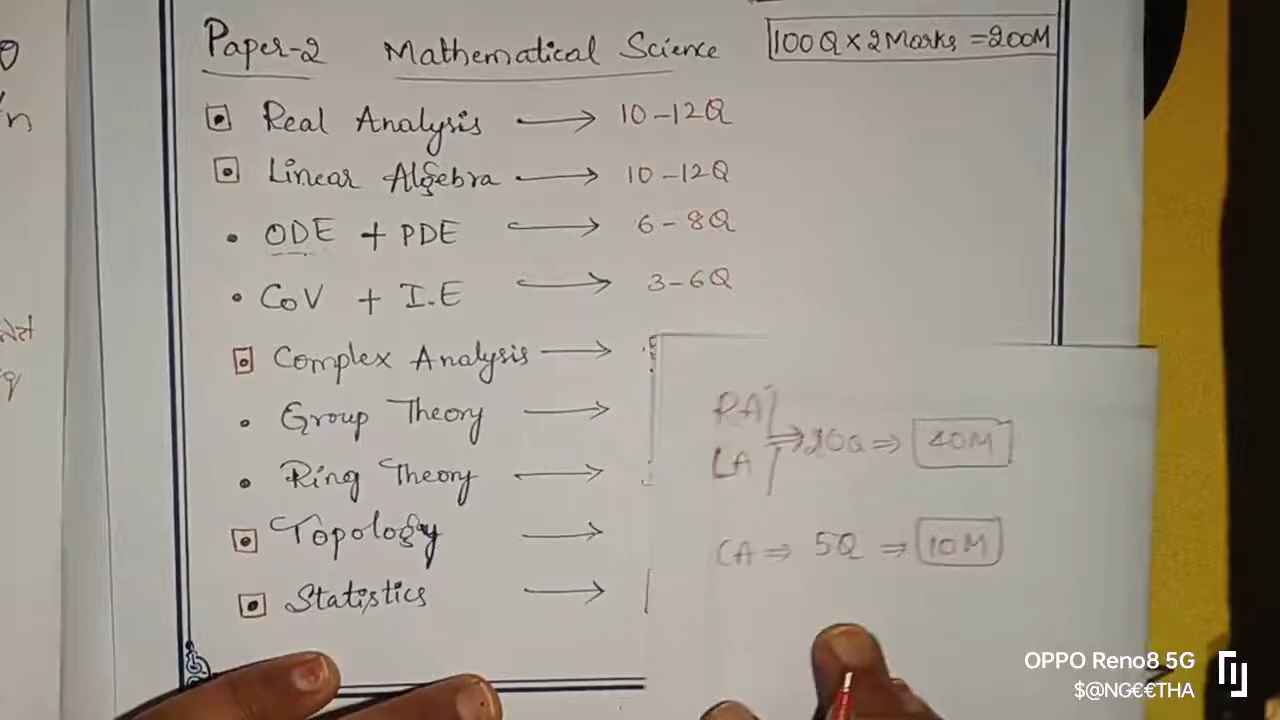 Paper-2 Mathematical Science
100Q × 2 Marks = 200M
Real Analysis → 10-12Q
Linear Algebra → 10-12Q
• ODE + PDE → 6-8Q
• CoV + I.E → 3-6Q
Complex Analysis →
• Group Theory →
• Ring Theory →
Topology →
Statistics →
RA
LA
⇒ 20Q ⇒ 40M
CA ⇒ 5Q ⇒ 10M
OPPO Reno8 5G
$@NG€€THA